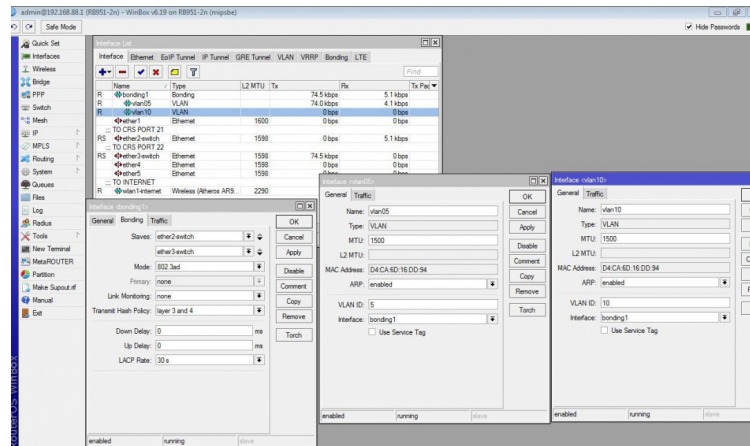 admin@192.168.88.1 (RB951-2n) - WinBox v6.19 on RB951-2n (mipsbe)
Safe Mode
Hide Passwords
Quick Set
Interfaces
Wireless
Bridge
PPP
Switch
Mesh
IP
MPLS
Routing
System
Queues
Files
Log
Radius
Tools
New Terminal
MetaROUTER
Partition
Make Supout.rif
Manual
Exit
RouterOS WinBox
Interface List
Interface Ethernet EoIP Tunnel IP Tunnel GRE Tunnel VLAN VRRP Bonding LTE
Find
Name / Type L2 MTU Tx Rx Tx Pac
R bonding1 Bonding 74.5 kbps 5.1 kbps
R vlan05 VLAN 74.0 kbps 4.1 kbps
R vlan10 VLAN 0 bps 0 bps
ether1 Ethernet 1600 0 bps 0 bps
::: TO CRS PORT 21
RS ether2-switch Ethernet 1598 0 bps 5.1 kbps
::: TO CRS PORT 22
RS ether3-switch Ethernet 1598 74.5 kbps 0 bps
ether4 Ethernet 1598 0 bps 0 bps
ether5 Ethernet 1598 0 bps 0 bps
::: TO INTERNET
R wlan1-internet Wireless (Atheros AR9... 2290
Interface <bonding1>
General Bonding Traffic
Slaves: ether2-switch
ether3-switch
Mode: 802.3ad
Primary: none
Link Monitoring: none
Transmit Hash Policy: layer 3 and 4
Down Delay: 0 ms
Up Delay: 0 ms
LACP Rate: 30 s
OK
Cancel
Apply
Disable
Comment
Copy
Remove
Torch
enabled running slave
Interface <vlan05>
General Traffic
Name: vlan05
Type: VLAN
MTU: 1500
L2 MTU:
MAC Address: D4:CA:6D:16:DD:94
ARP: enabled
VLAN ID: 5
Interface: bonding1
Use Service Tag
OK
Cancel
Apply
Disable
Comment
Copy
Remove
Torch
enabled running slave
Interface <vlan10>
General Traffic
Name: vlan10
Type: VLAN
MTU: 1500
L2 MTU:
MAC Address: D4:CA:6D:16:DD:94
ARP: enabled
VLAN ID: 10
Interface: bonding1
Use Service Tag
enabled running slave